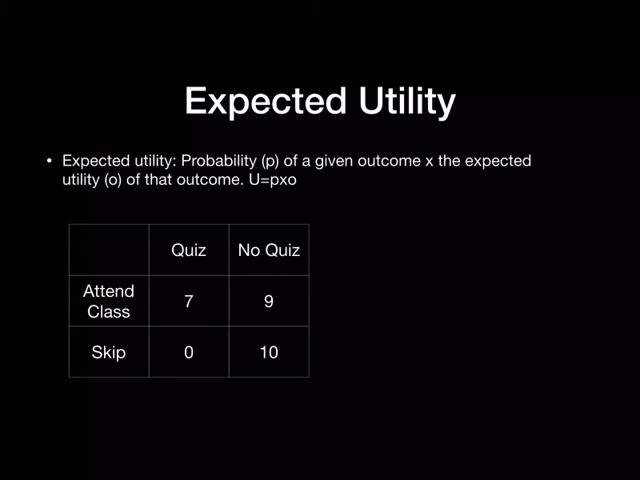 Expected Utility
• Expected utility: Probability (p) of a given outcome x the expected
utility (o) of that outcome. U=pxo
Quiz No Quiz
Attend
Class 7 9
Skip 0 10